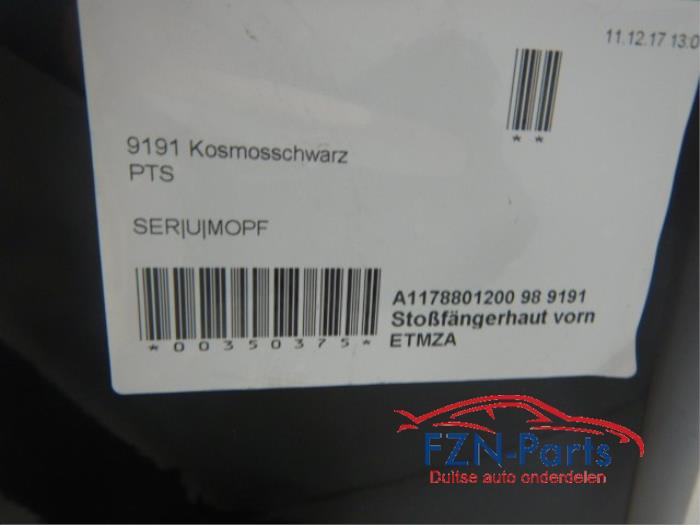 11.12.17 13:0
* *
9191 Kosmosschwarz
PTS
SER|U|MOPF
*00350375*
A1178801200 98 9191
Stoßfängerhaut vorn
ETMZA
FZN-Parts
Duitse auto onderdelen